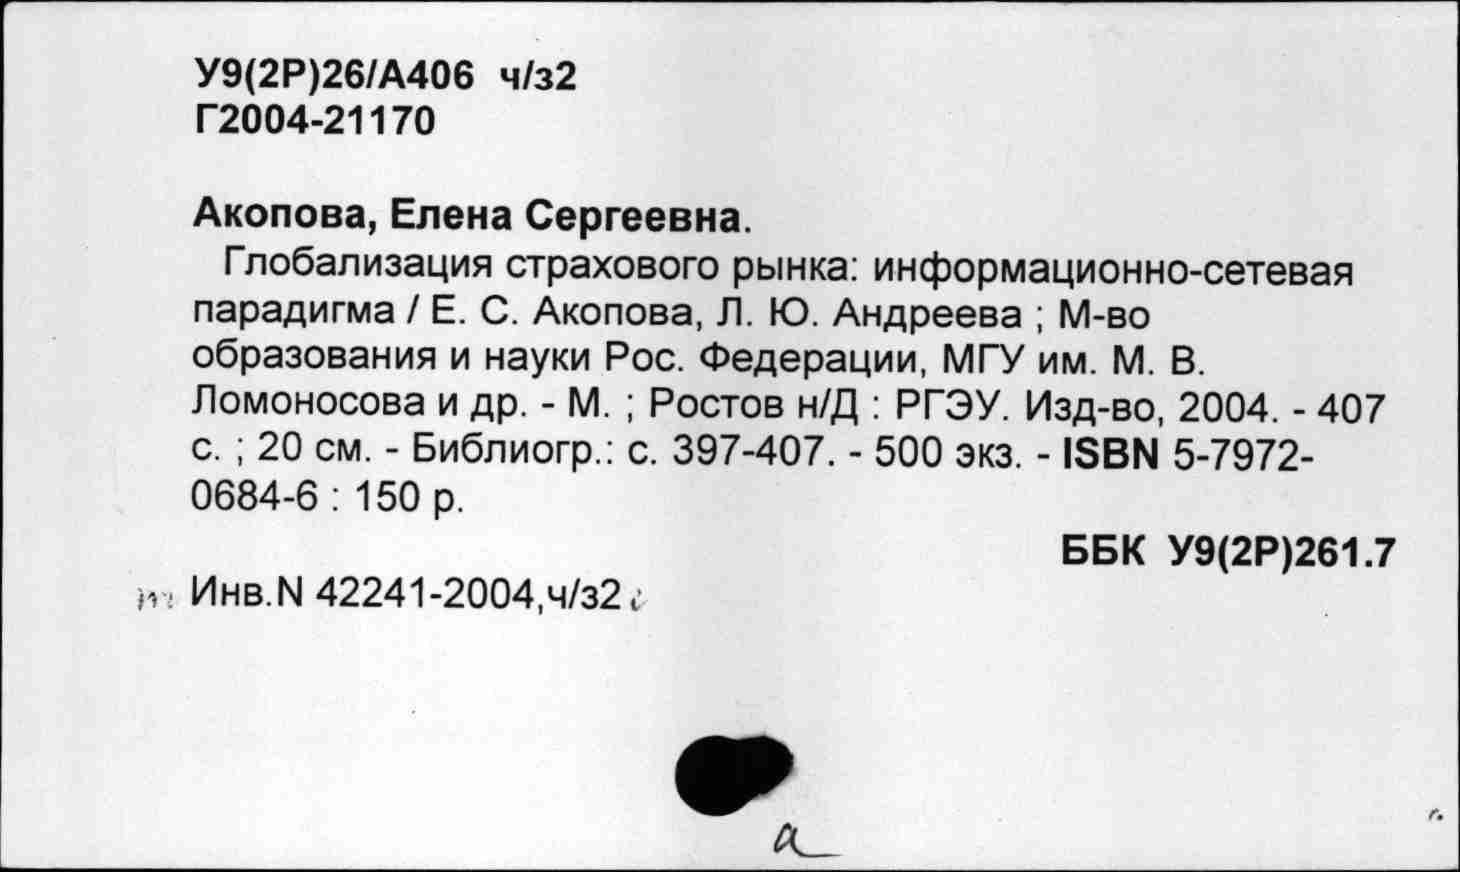 У9(2Р)26/А406 ч/з2
Г2004-21170
Акопова, Елена Сергеевна.
Глобализация страхового рынка: информационно-сетевая
парадигма / Е. С. Акопова, Л. Ю. Андреева ; М-во
образования и науки Рос. Федерации, МГУ им. М. В.
Ломоносова и др. - М. ; Ростов н/Д : РГЭУ. Изд-во, 2004. - 407
с. ; 20 см. - Библиогр.: с. 397-407. - 500 экз. - ISBN 5-7972-
0684-6 : 150 р.
ББК У9(2Р)261.7
Инв.N 42241-2004,ч/з2
а